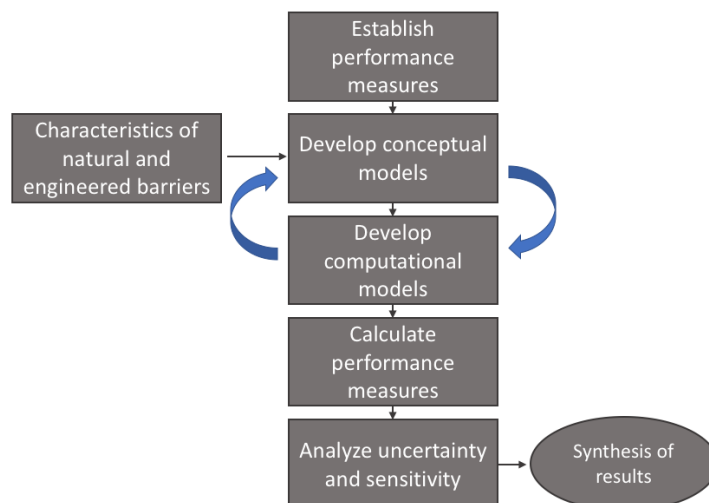 Establish
performance
measures
Characteristics of
natural and
engineered barriers
Develop conceptual
models
Develop
computational
models
Calculate
performance
measures
Analyze uncertainty
and sensitivity
Synthesis of
results